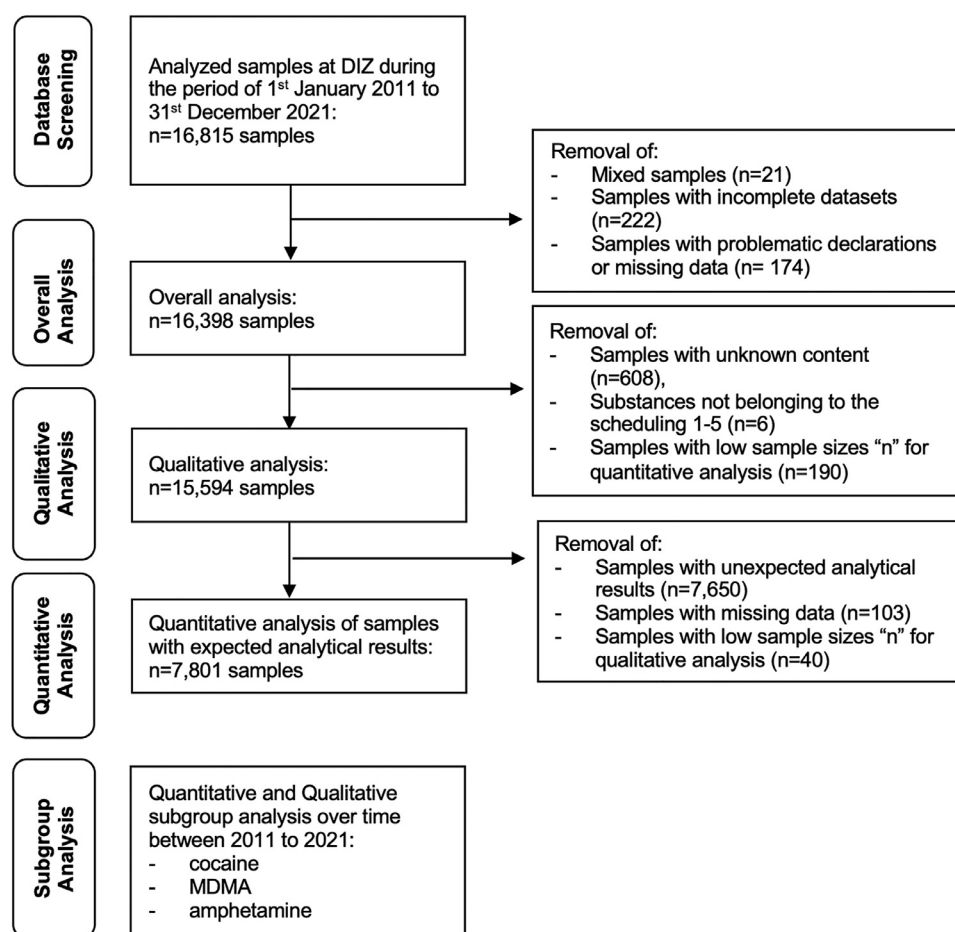 Database
Screening
Analyzed samples at DIZ during
the period of 1st January 2011 to
31st December 2021:
n=16,815 samples
Removal of:
- Mixed samples (n=21)
- Samples with incomplete datasets
(n=222)
- Samples with problematic declarations
or missing data (n= 174)
Overall
Analysis
Overall analysis:
n=16,398 samples
Removal of:
- Samples with unknown content
(n=608),
- Substances not belonging to the
scheduling 1-5 (n=6)
- Samples with low sample sizes “n” for
quantitative analysis (n=190)
Qualitative
Analysis
Qualitative analysis:
n=15,594 samples
Removal of:
- Samples with unexpected analytical
results (n=7,650)
- Samples with missing data (n=103)
- Samples with low sample sizes “n” for
qualitative analysis (n=40)
Quantitative
Analysis
Quantitative analysis of samples
with expected analytical results:
n=7,801 samples
Subgroup
Analysis
Quantitative and Qualitative
subgroup analysis over time
between 2011 to 2021:
- cocaine
- MDMA
- amphetamine